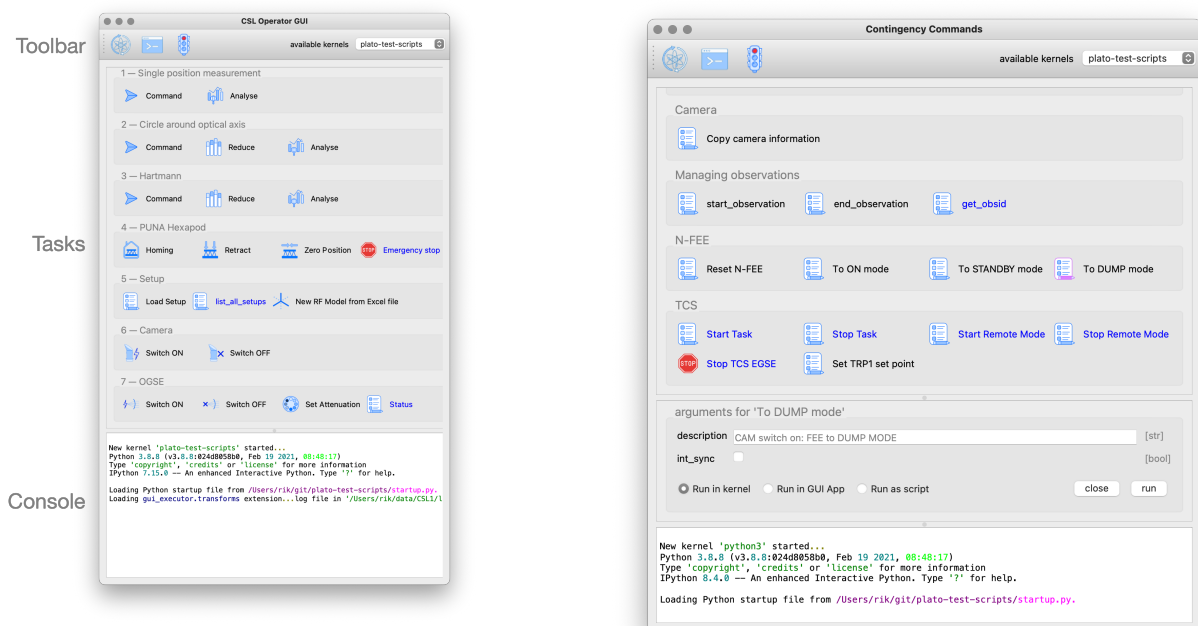 CSL Operator GUI
Toolbar
available kernels plato-test-scripts
Tasks
1 — Single position measurement
Command Analyse
2 — Circle around optical axis
Command Reduce Analyse
3 — Hartmann
Command Reduce Analyse
4 — PUNA Hexapod
Homing Retract Zero Position STOP Emergency stop
5 — Setup
Load Setup list_all_setups New RF Model from Excel file
6 — Camera
Switch ON Switch OFF
7 — OGSE
Switch ON Switch OFF Set Attenuation Status
Console
New kernel 'plato-test-scripts' started...
Python 3.8.8 (v3.8.8:024d8058b0, Feb 19 2021, 08:48:17)
Type 'copyright', 'credits' or 'license' for more information
IPython 7.15.0 —— An enhanced Interactive Python. Type '?' for help.
Loading Python startup file from /Users/rik/git/plato-test-scripts/startup.py.
Loading gui_executor.transforms extension...log file in '/Users/rik/data/CSL1/l
Contingency Commands
available kernels plato-test-scripts
Camera
Copy camera information
Managing observations
start_observation end_observation get_obsid
N-FEE
Reset N-FEE To ON mode To STANDBY mode To DUMP mode
TCS
Start Task Stop Task Start Remote Mode Stop Remote Mode
STOP Stop TCS EGSE Set TRP1 set point
arguments for 'To DUMP mode'
description CAM switch on: FEE to DUMP MODE [str]
int_sync [bool]
Run in kernel Run in GUI App Run as script close run
New kernel 'python3' started...
Python 3.8.8 (v3.8.8:024d8058b0, Feb 19 2021, 08:48:17)
Type 'copyright', 'credits' or 'license' for more information
IPython 8.4.0 —— An enhanced Interactive Python. Type '?' for help.
Loading Python startup file from /Users/rik/git/plato-test-scripts/startup.py.